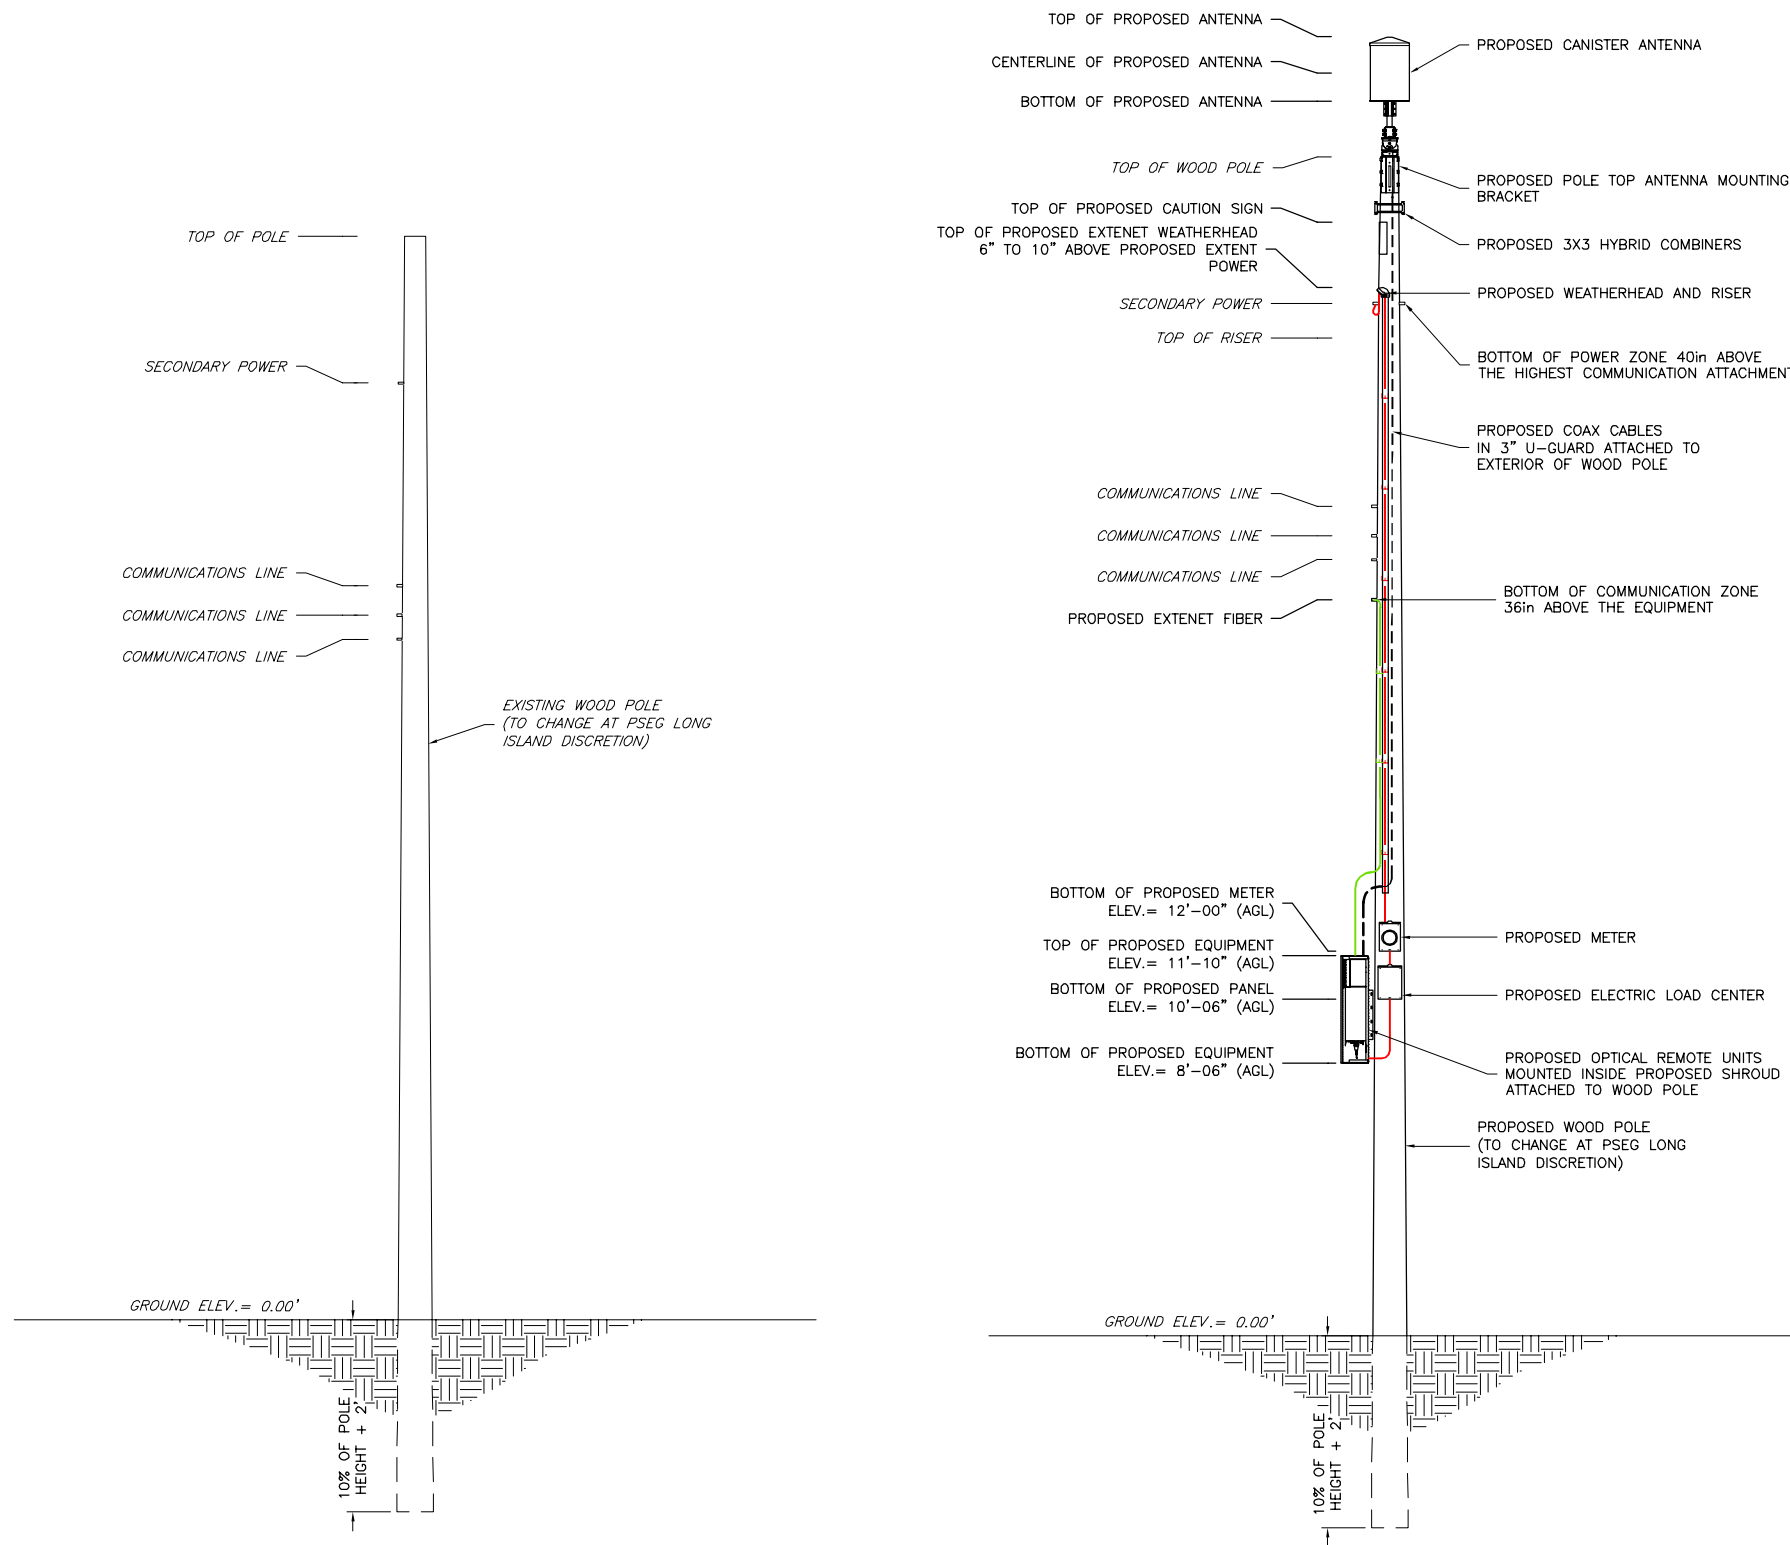 TOP OF POLE
SECONDARY POWER
COMMUNICATIONS LINE
COMMUNICATIONS LINE
COMMUNICATIONS LINE
EXISTING WOOD POLE
(TO CHANGE AT PSEG LONG
ISLAND DISCRETION)
GROUND ELEV.= 0.00'
10% OF POLE
HEIGHT + 2'
TOP OF PROPOSED ANTENNA
CENTERLINE OF PROPOSED ANTENNA
BOTTOM OF PROPOSED ANTENNA
TOP OF WOOD POLE
TOP OF PROPOSED CAUTION SIGN
TOP OF PROPOSED EXTENET WEATHERHEAD
6" TO 10" ABOVE PROPOSED EXTENT
POWER
SECONDARY POWER
TOP OF RISER
COMMUNICATIONS LINE
COMMUNICATIONS LINE
COMMUNICATIONS LINE
PROPOSED EXTENET FIBER
BOTTOM OF PROPOSED METER
ELEV.= 12'-00" (AGL)
TOP OF PROPOSED EQUIPMENT
ELEV.= 11'-10" (AGL)
BOTTOM OF PROPOSED PANEL
ELEV.= 10'-06" (AGL)
BOTTOM OF PROPOSED EQUIPMENT
ELEV.= 8'-06" (AGL)
PROPOSED CANISTER ANTENNA
PROPOSED POLE TOP ANTENNA MOUNTING
BRACKET
PROPOSED 3X3 HYBRID COMBINERS
PROPOSED WEATHERHEAD AND RISER
BOTTOM OF POWER ZONE 40in ABOVE
THE HIGHEST COMMUNICATION ATTACHMENT
PROPOSED COAX CABLES
IN 3" U-GUARD ATTACHED TO
EXTERIOR OF WOOD POLE
BOTTOM OF COMMUNICATION ZONE
36in ABOVE THE EQUIPMENT
PROPOSED METER
PROPOSED ELECTRIC LOAD CENTER
PROPOSED OPTICAL REMOTE UNITS
MOUNTED INSIDE PROPOSED SHROUD
ATTACHED TO WOOD POLE
PROPOSED WOOD POLE
(TO CHANGE AT PSEG LONG
ISLAND DISCRETION)
GROUND ELEV.= 0.00'
10% OF POLE
HEIGHT + 2'